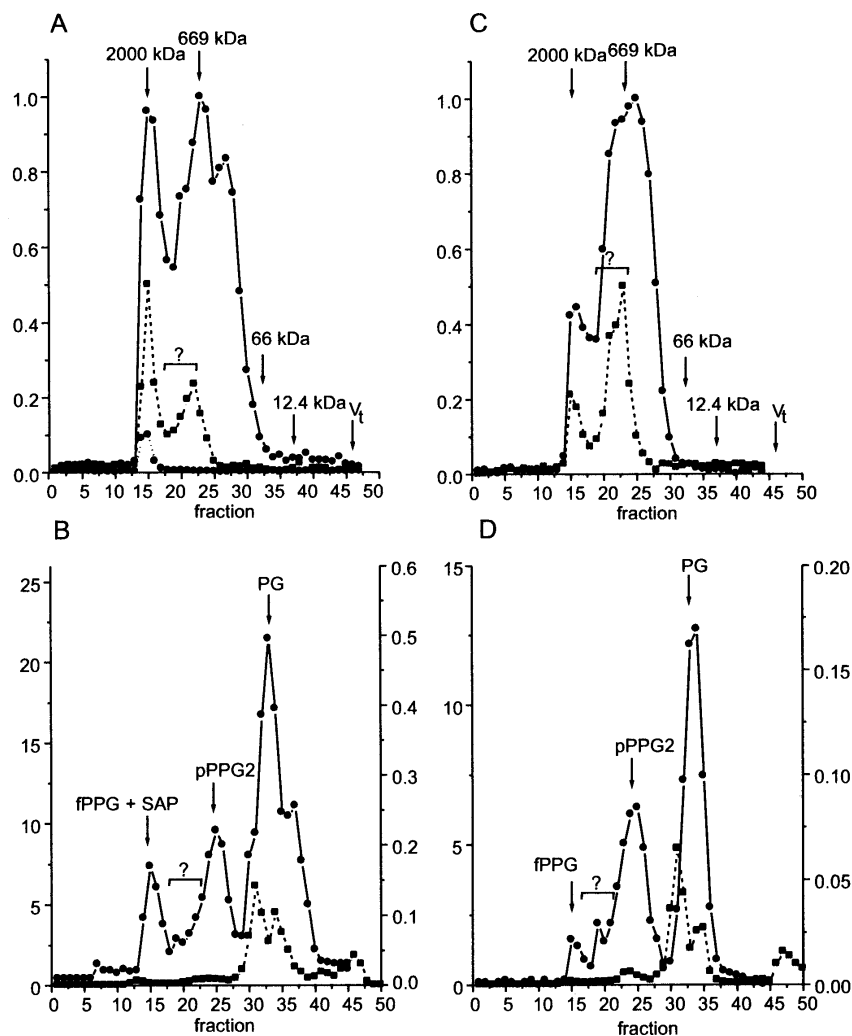 A
2000 kDa
669 kDa
1.0
0.8
0.6
0.4
0.2
0.0
?
66 kDa
12.4 kDa
Vt
0 5 10 15 20 25 30 35 40 45 50
fraction
C
2000 kDa
669 kDa
1.0
0.8
0.6
0.4
0.2
0.0
?
66 kDa
12.4 kDa
Vt
0 5 10 15 20 25 30 35 40 45 50
fraction
B
25
20
15
10
5
0
0.6
0.5
0.4
0.3
0.2
0.1
0.0
fPPG + SAP
?
pPPG2
PG
0 5 10 15 20 25 30 35 40 45 50
fraction
D
15
10
5
0
0.20
0.15
0.10
0.05
0.00
fPPG
?
pPPG2
PG
0 5 10 15 20 25 30 35 40 45 50
fraction